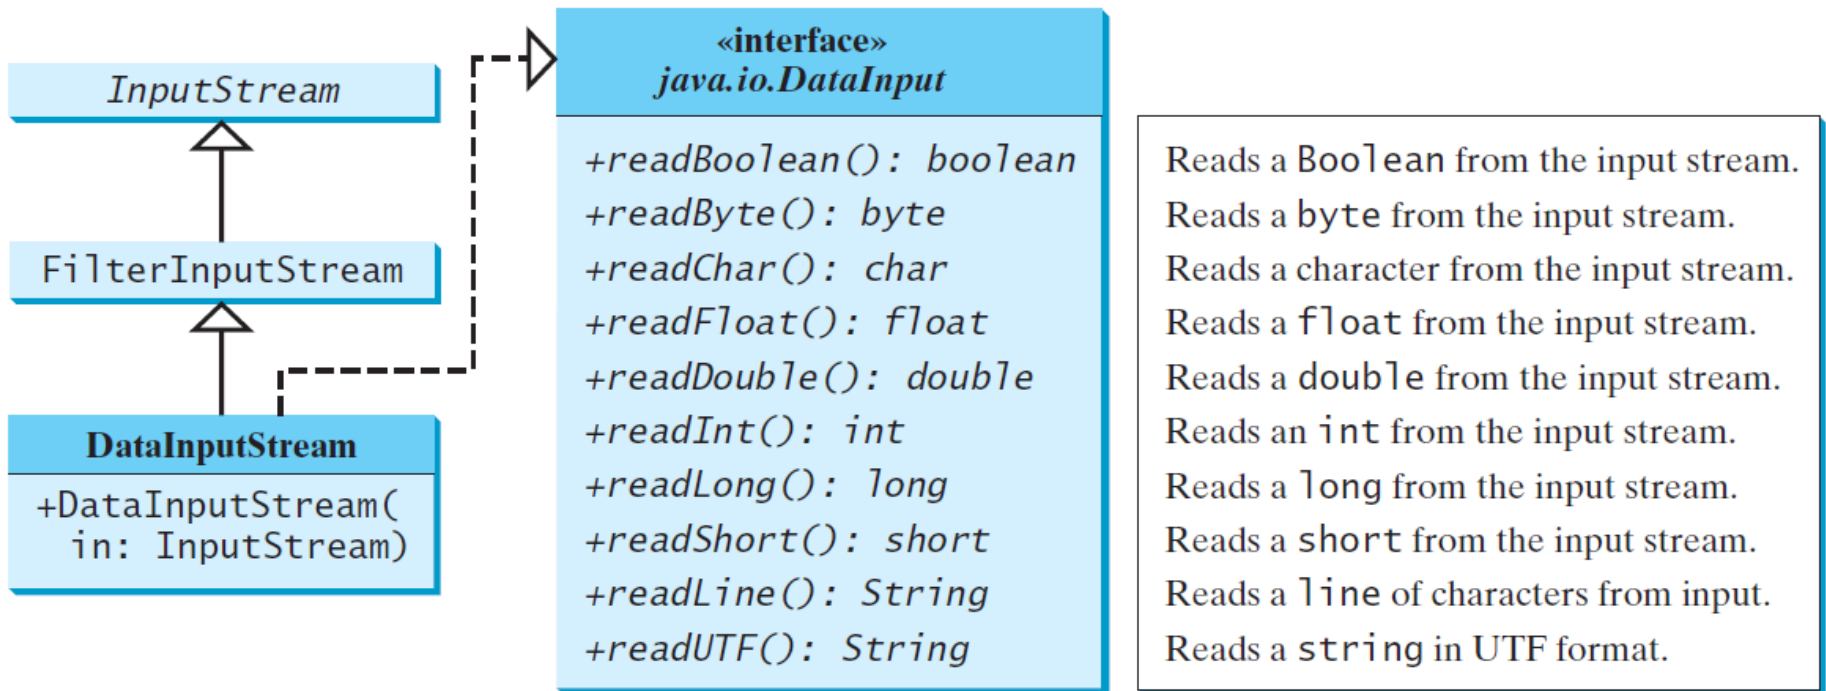 InputStream
FilterInputStream
DataInputStream
+DataInputStream(
in: InputStream)
«interface»
java.io.DataInput
+readBoolean(): boolean
+readByte(): byte
+readChar(): char
+readFloat(): float
+readDouble(): double
+readInt(): int
+readLong(): long
+readShort(): short
+readLine(): String
+readUTF(): String
Reads a Boolean from the input stream.
Reads a byte from the input stream.
Reads a character from the input stream.
Reads a float from the input stream.
Reads a double from the input stream.
Reads an int from the input stream.
Reads a long from the input stream.
Reads a short from the input stream.
Reads a line of characters from input.
Reads a string in UTF format.